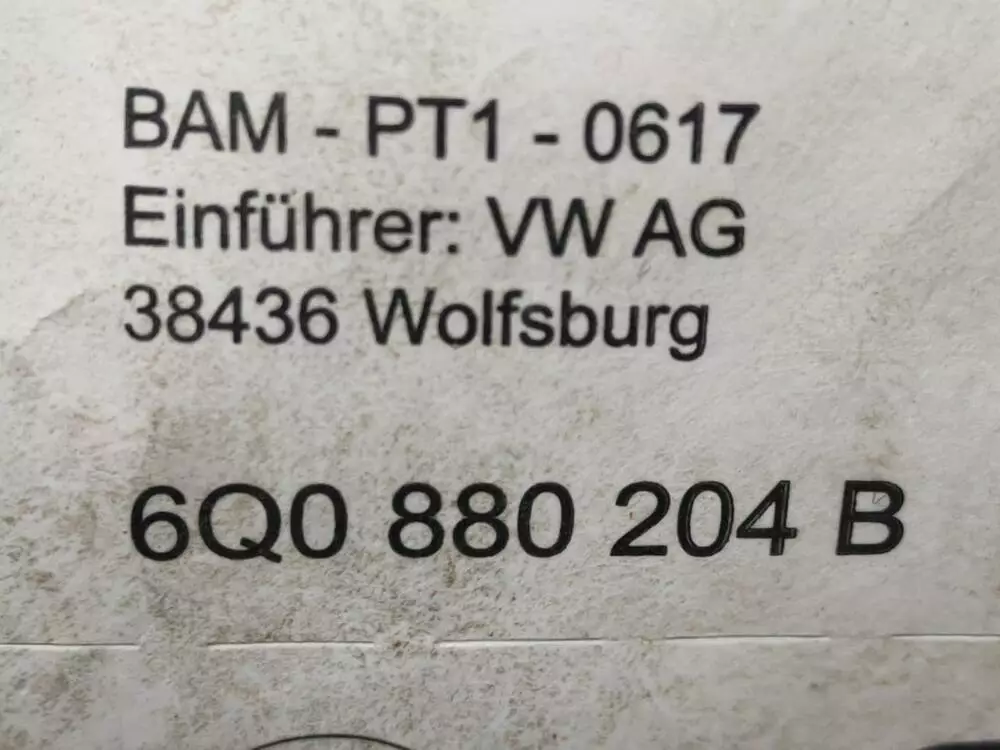 BAM - PT1 - 0617
Einführer: VW AG
38436 Wolfsburg
6Q0 880 204 B